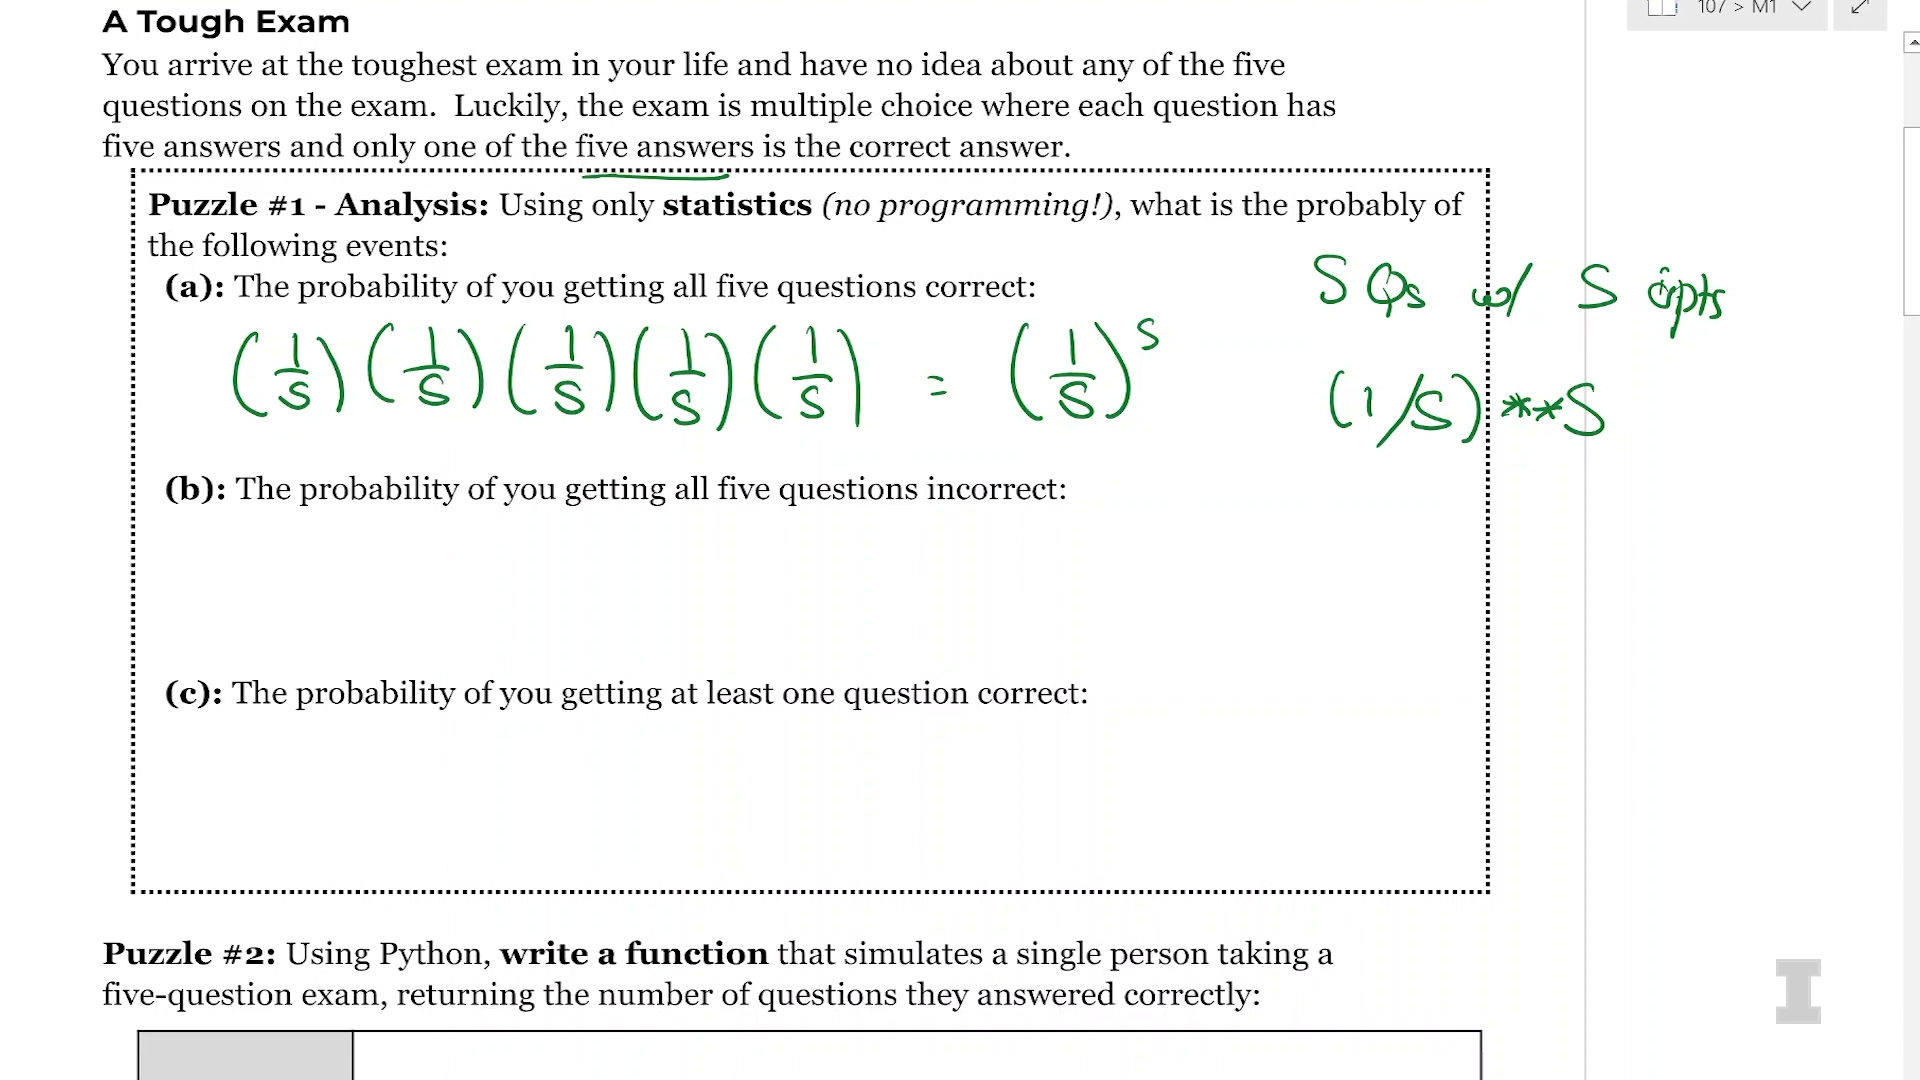 A Tough Exam
107 > M1
You arrive at the toughest exam in your life and have no idea about any of the five
questions on the exam. Luckily, the exam is multiple choice where each question has
five answers and only one of the five answers is the correct answer.
Puzzle #1 - Analysis: Using only statistics (no programming!), what is the probably of
the following events:
(a): The probability of you getting all five questions correct:
5 Qs w/ 5 opts
(1/5) (1/5) (1/5) (1/5) (1/5) = (1/5)^5
(1/5)**5
(b): The probability of you getting all five questions incorrect:
(c): The probability of you getting at least one question correct:
Puzzle #2: Using Python, write a function that simulates a single person taking a
five-question exam, returning the number of questions they answered correctly: